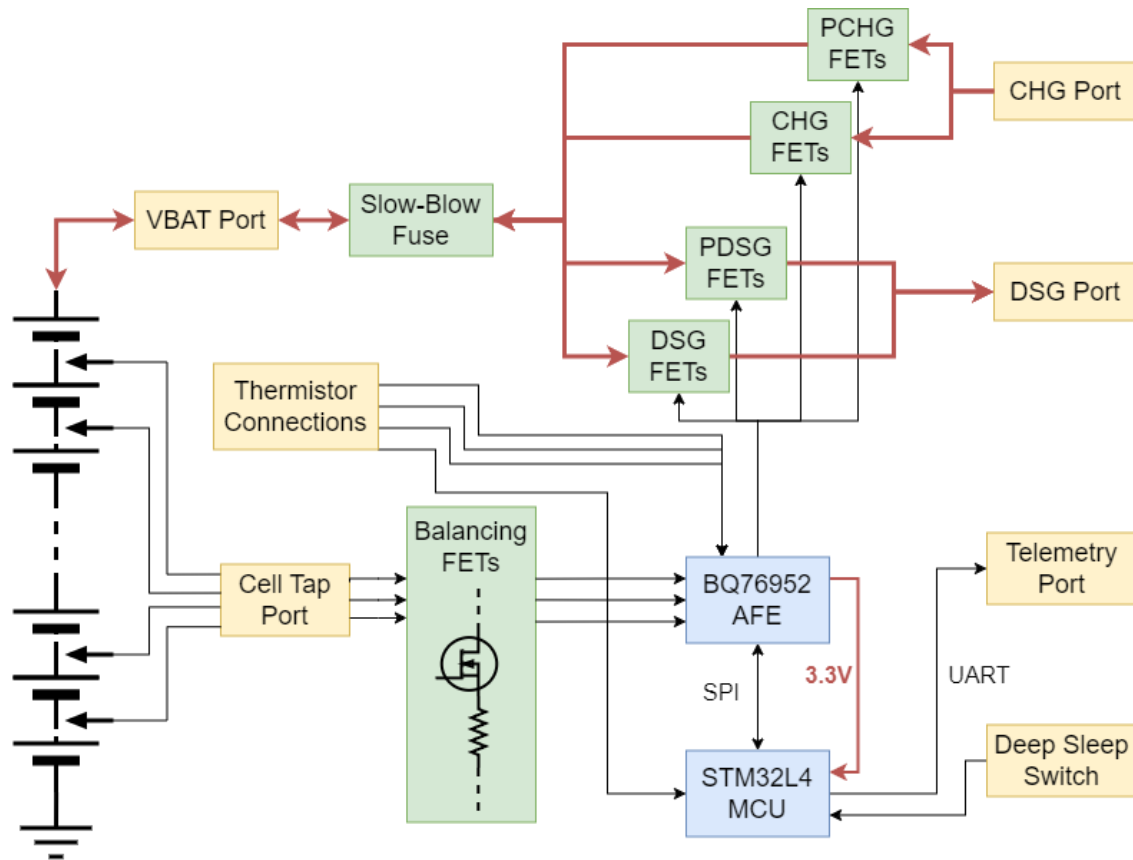 PCHG
FETs
CHG Port
CHG
FETs
VBAT Port
Slow-Blow
Fuse
PDSG
FETs
DSG Port
DSG
FETs
Thermistor
Connections
Balancing
FETs
Cell Tap
Port
BQ76952
AFE
Telemetry
Port
SPI
3.3V
UART
STM32L4
MCU
Deep Sleep
Switch